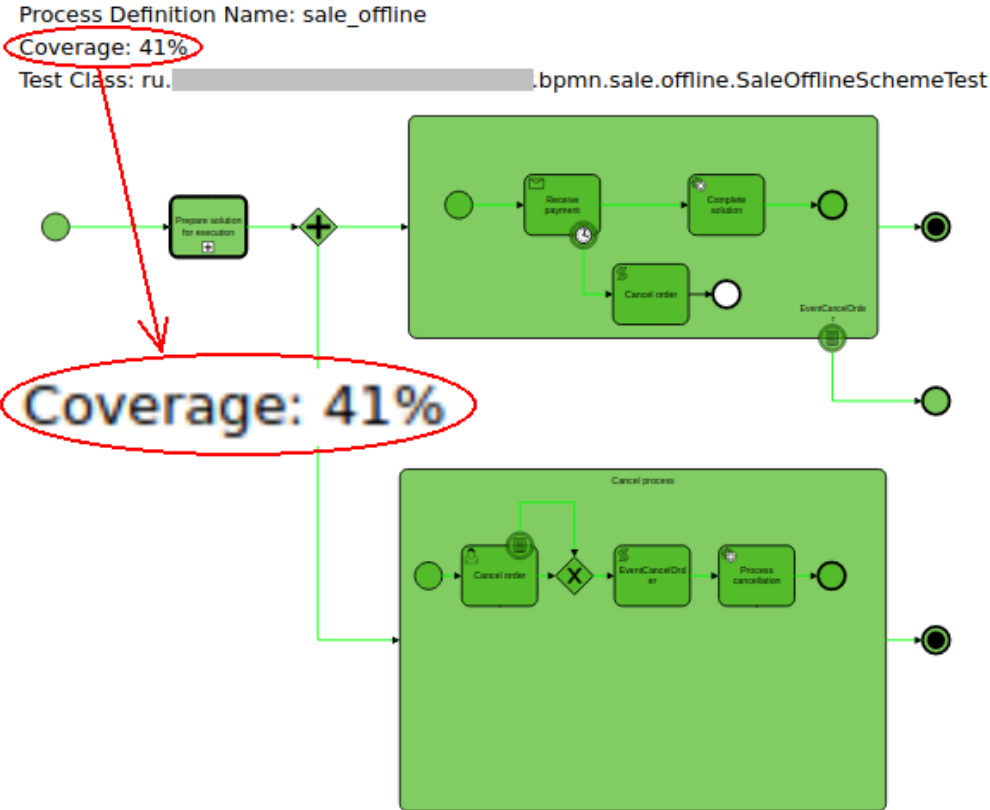 Process Definition Name: sale_offline
Coverage: 41%
Test Class: ru. .bpmn.sale.offline.SaleOfflineSchemeTest
Prepare solution
for execution
Receive
payment
Complete
solution
Cancel order
EventCancelOrde
r
Coverage: 41%
Cancel process
Cancel order
EventCancelOrd
er
Process
cancellation